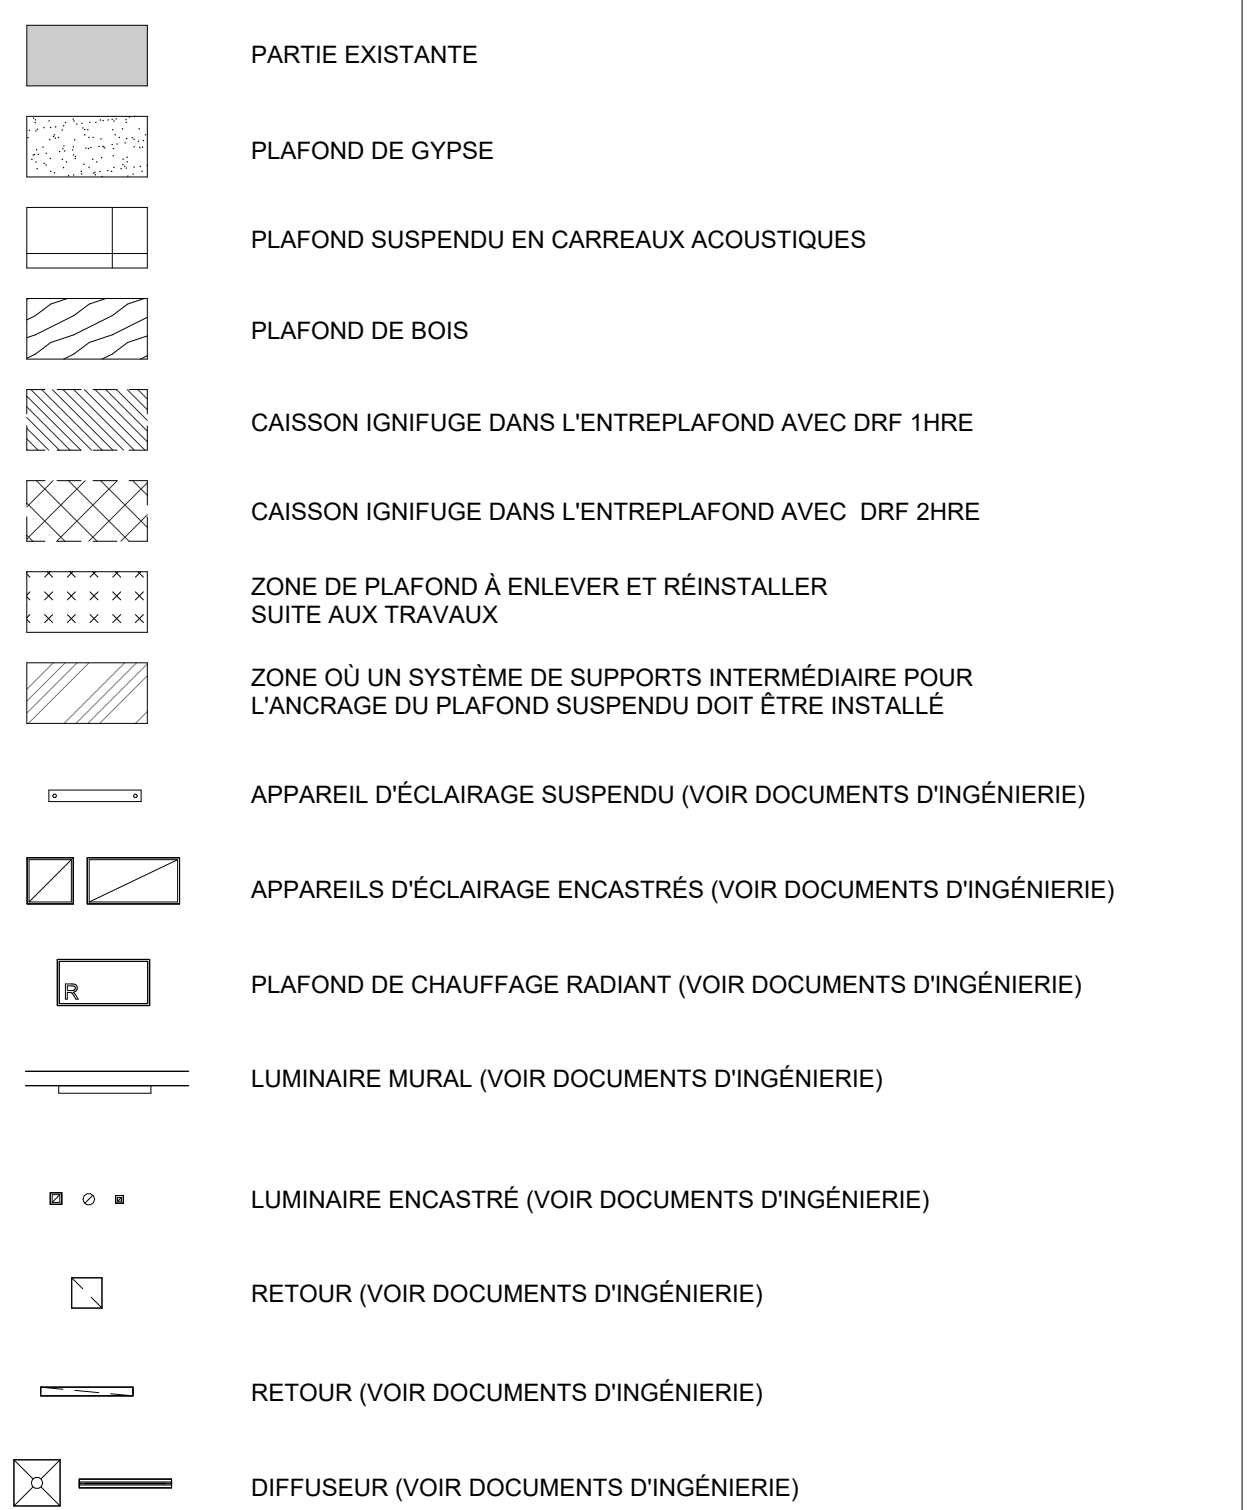 PARTIE EXISTANTE
PLAFOND DE GYPSE
PLAFOND SUSPENDU EN CARREAUX ACOUSTIQUES
PLAFOND DE BOIS
CAISSON IGNIFUGE DANS L'ENTREPLAFOND AVEC DRF 1HRE
CAISSON IGNIFUGE DANS L'ENTREPLAFOND AVEC  DRF 2HRE
ZONE DE PLAFOND À ENLEVER ET RÉINSTALLER
SUITE AUX TRAVAUX
ZONE OÙ UN SYSTÈME DE SUPPORTS INTERMÉDIAIRE POUR
L'ANCRAGE DU PLAFOND SUSPENDU DOIT ÊTRE INSTALLÉ
APPAREIL D'ÉCLAIRAGE SUSPENDU (VOIR DOCUMENTS D'INGÉNIERIE)
APPAREILS D'ÉCLAIRAGE ENCASTRÉS (VOIR DOCUMENTS D'INGÉNIERIE)
R
PLAFOND DE CHAUFFAGE RADIANT (VOIR DOCUMENTS D'INGÉNIERIE)
LUMINAIRE MURAL (VOIR DOCUMENTS D'INGÉNIERIE)
LUMINAIRE ENCASTRÉ (VOIR DOCUMENTS D'INGÉNIERIE)
RETOUR (VOIR DOCUMENTS D'INGÉNIERIE)
RETOUR (VOIR DOCUMENTS D'INGÉNIERIE)
DIFFUSEUR (VOIR DOCUMENTS D'INGÉNIERIE)